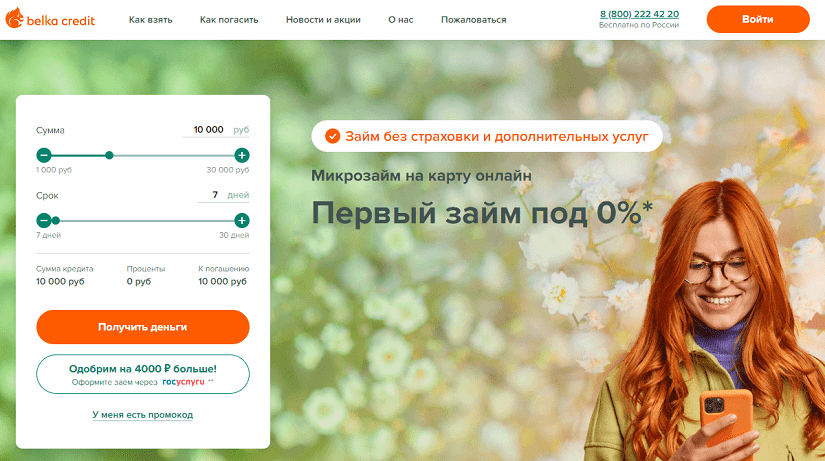 belka credit
Как взять
Как погасить
Новости и акции
О нас
Пожаловаться
8 (800) 222 42 20
Бесплатно по России
Войти
Сумма
10 000 руб
1 000 руб
30 000 руб
Срок
7 дней
7 дней
30 дней
Сумма кредита
Проценты
К погашению
10 000 руб
0 руб
10 000 руб
Получить деньги
Одобрим на 4000 ₽ больше!
Оформите заем через госуслуги **
У меня есть промокод
Займ без страховки и дополнительных услуг
Микрозайм на карту онлайн
Первый займ под 0%*